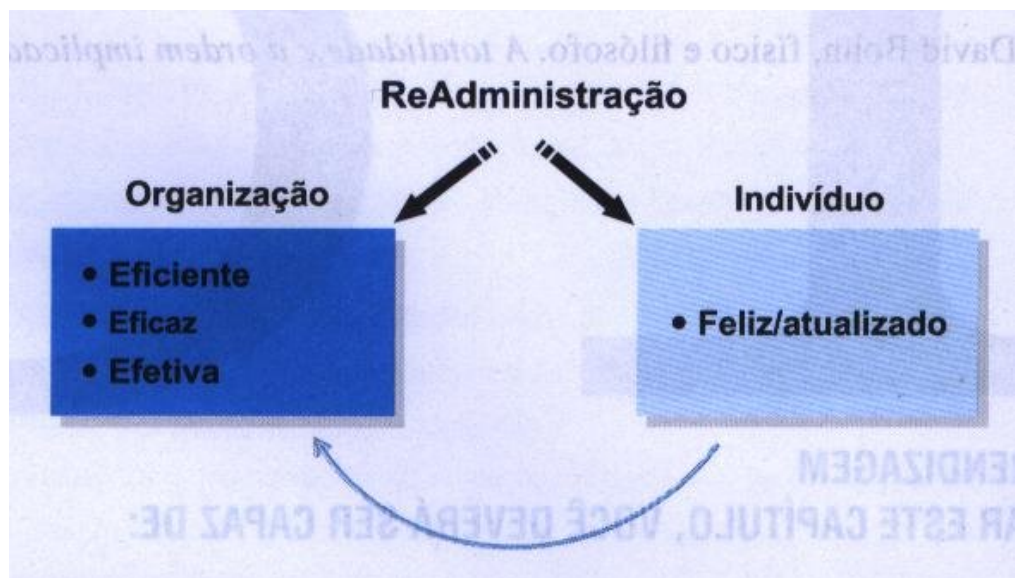 David Bohm, físico e filósofo. A totalidade e a ordem implicada
ReAdministração
Organização
Indivíduo
• Eficiente
• Eficaz
• Efetiva
• Feliz/atualizado
RENDIZAGEM
AR ESTE CAPÍTULO, VOCÊ DEVERÁ SER CAPAZ DE: